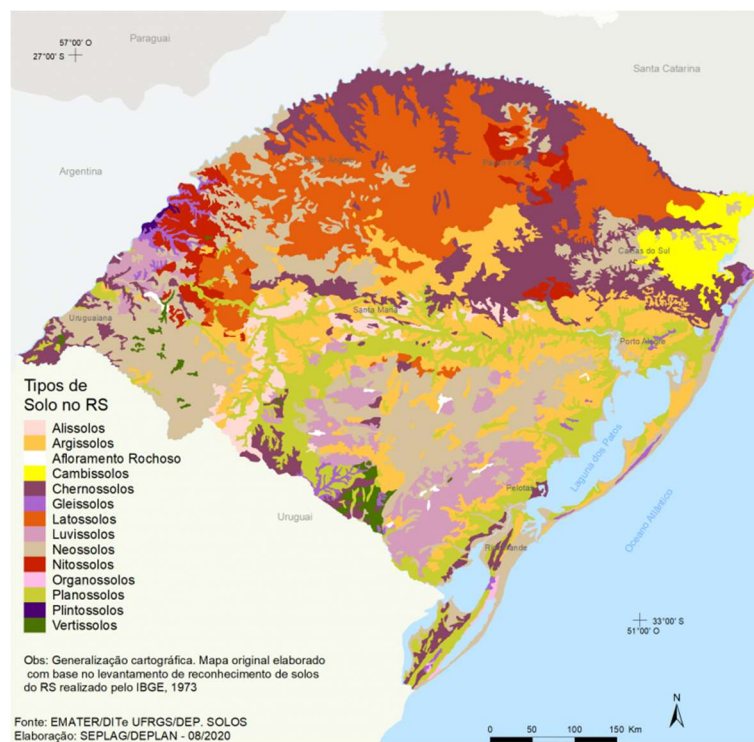 Paraguai
57°00' O
27°00' S
Santa Catarina
Argentina
Santo Ângelo
Passo Fundo
Caxias do Sul
Santa Maria
Uruguaiana
Porto Alegre
Tipos de
Solo no RS
Alissolos
Argissolos
Afloramento Rochoso
Cambissolos
Chernossolos
Gleissolos
Latossolos
Luvissolos
Neossolos
Nitossolos
Organossolos
Planossolos
Plintossolos
Vertissolos
Laguna dos Patos
Pelotas
Uruguai
Rio Grande
Oceano Atlântico
33°00' S
51°00' O
Obs: Generalização cartográfica. Mapa original elaborado
com base no levantamento de reconhecimento de solos
do RS realizado pelo IBGE, 1973
Fonte: EMATER/DITe UFRGS/DEP. SOLOS
Elaboração: SEPLAG/DEPLAN - 08/2020
N
0 50 100 150 Km